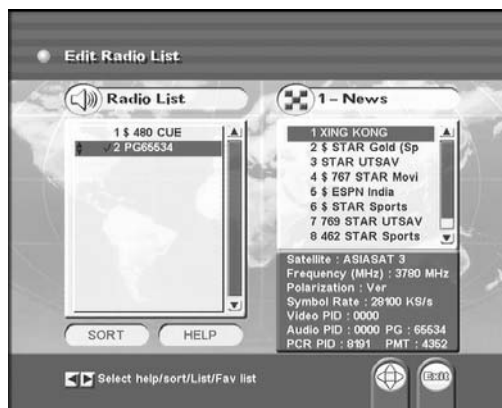 Edit Radio List
Radio List
1 $ 480 CUE
2 PG65534
SORT
HELP
1 – News
1 XING KONG
2 $ STAR Gold (Sp
3 STAR UTSAV
4 $ 767 STAR Movi
5 $ ESPN India
6 $ STAR Sports
7 769 STAR UTSAV
8 462 STAR Sports
Satellite : ASIASAT 3
Frequency (MHz) : 3780 MHz
Polarization : Ver
Symbol Rate : 28100 KS/s
Video PID : 0000
Audio PID : 0000 PG : 65534
PCR PID : 8191 PMT : 4352
Select help/sort/List/Fav list
Exit